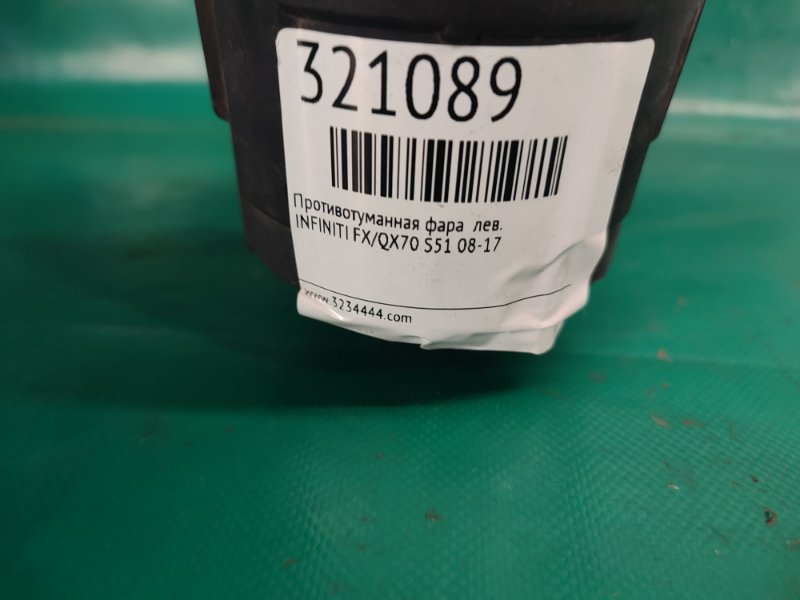 321089
Противотуманная фара лев.
INFINITI FX/QX70 S51 08-17
www.3234444.com